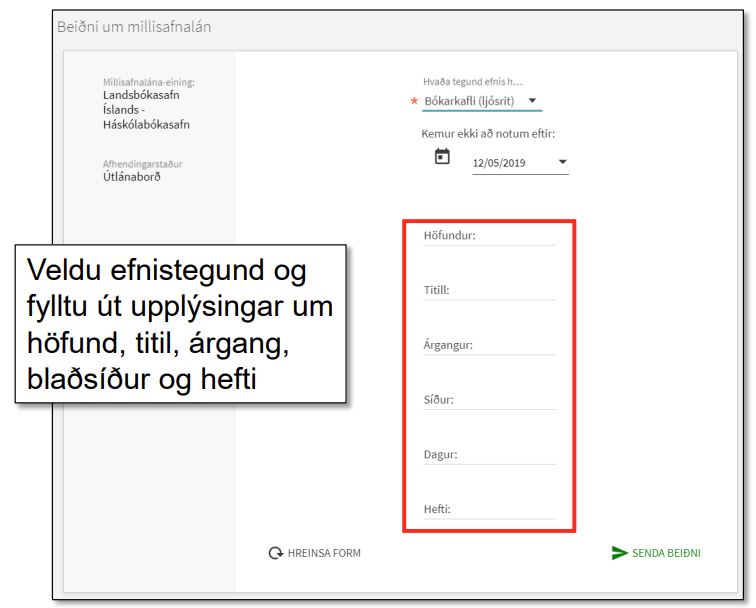 Beiðni um millisafnalán
Millisafnalána-eining:
Landsbókasafn
Íslands -
Háskólabókasafn
Afhendingarstaður
Útlánaborð
Hvaða tegund efnis h...
* Bókarkafli (ljósrit)
Kemur ekki að notum eftir:
12/05/2019
Höfundur:
Titill:
Árgangur:
Síður:
Dagur:
Hefti:
Veldu efnistegund og
fylltu út upplýsingar um
höfund, titil, árgang,
blaðsíður og hefti
HREINSA FORM
SENDA BEIÐNI